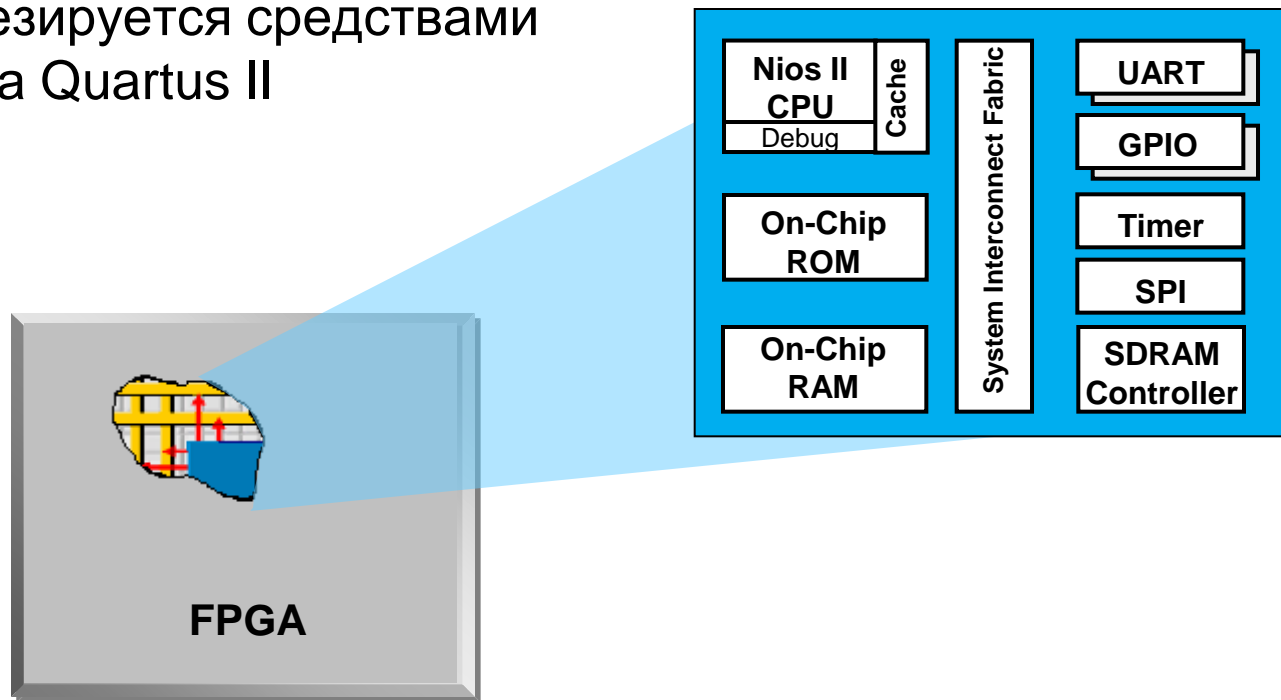 езируется средствами
а Quartus II
Nios II
CPU
Debug
Cache
On-Chip
ROM
On-Chip
RAM
System Interconnect Fabric
UART
GPIO
Timer
SPI
SDRAM
Controller
FPGA